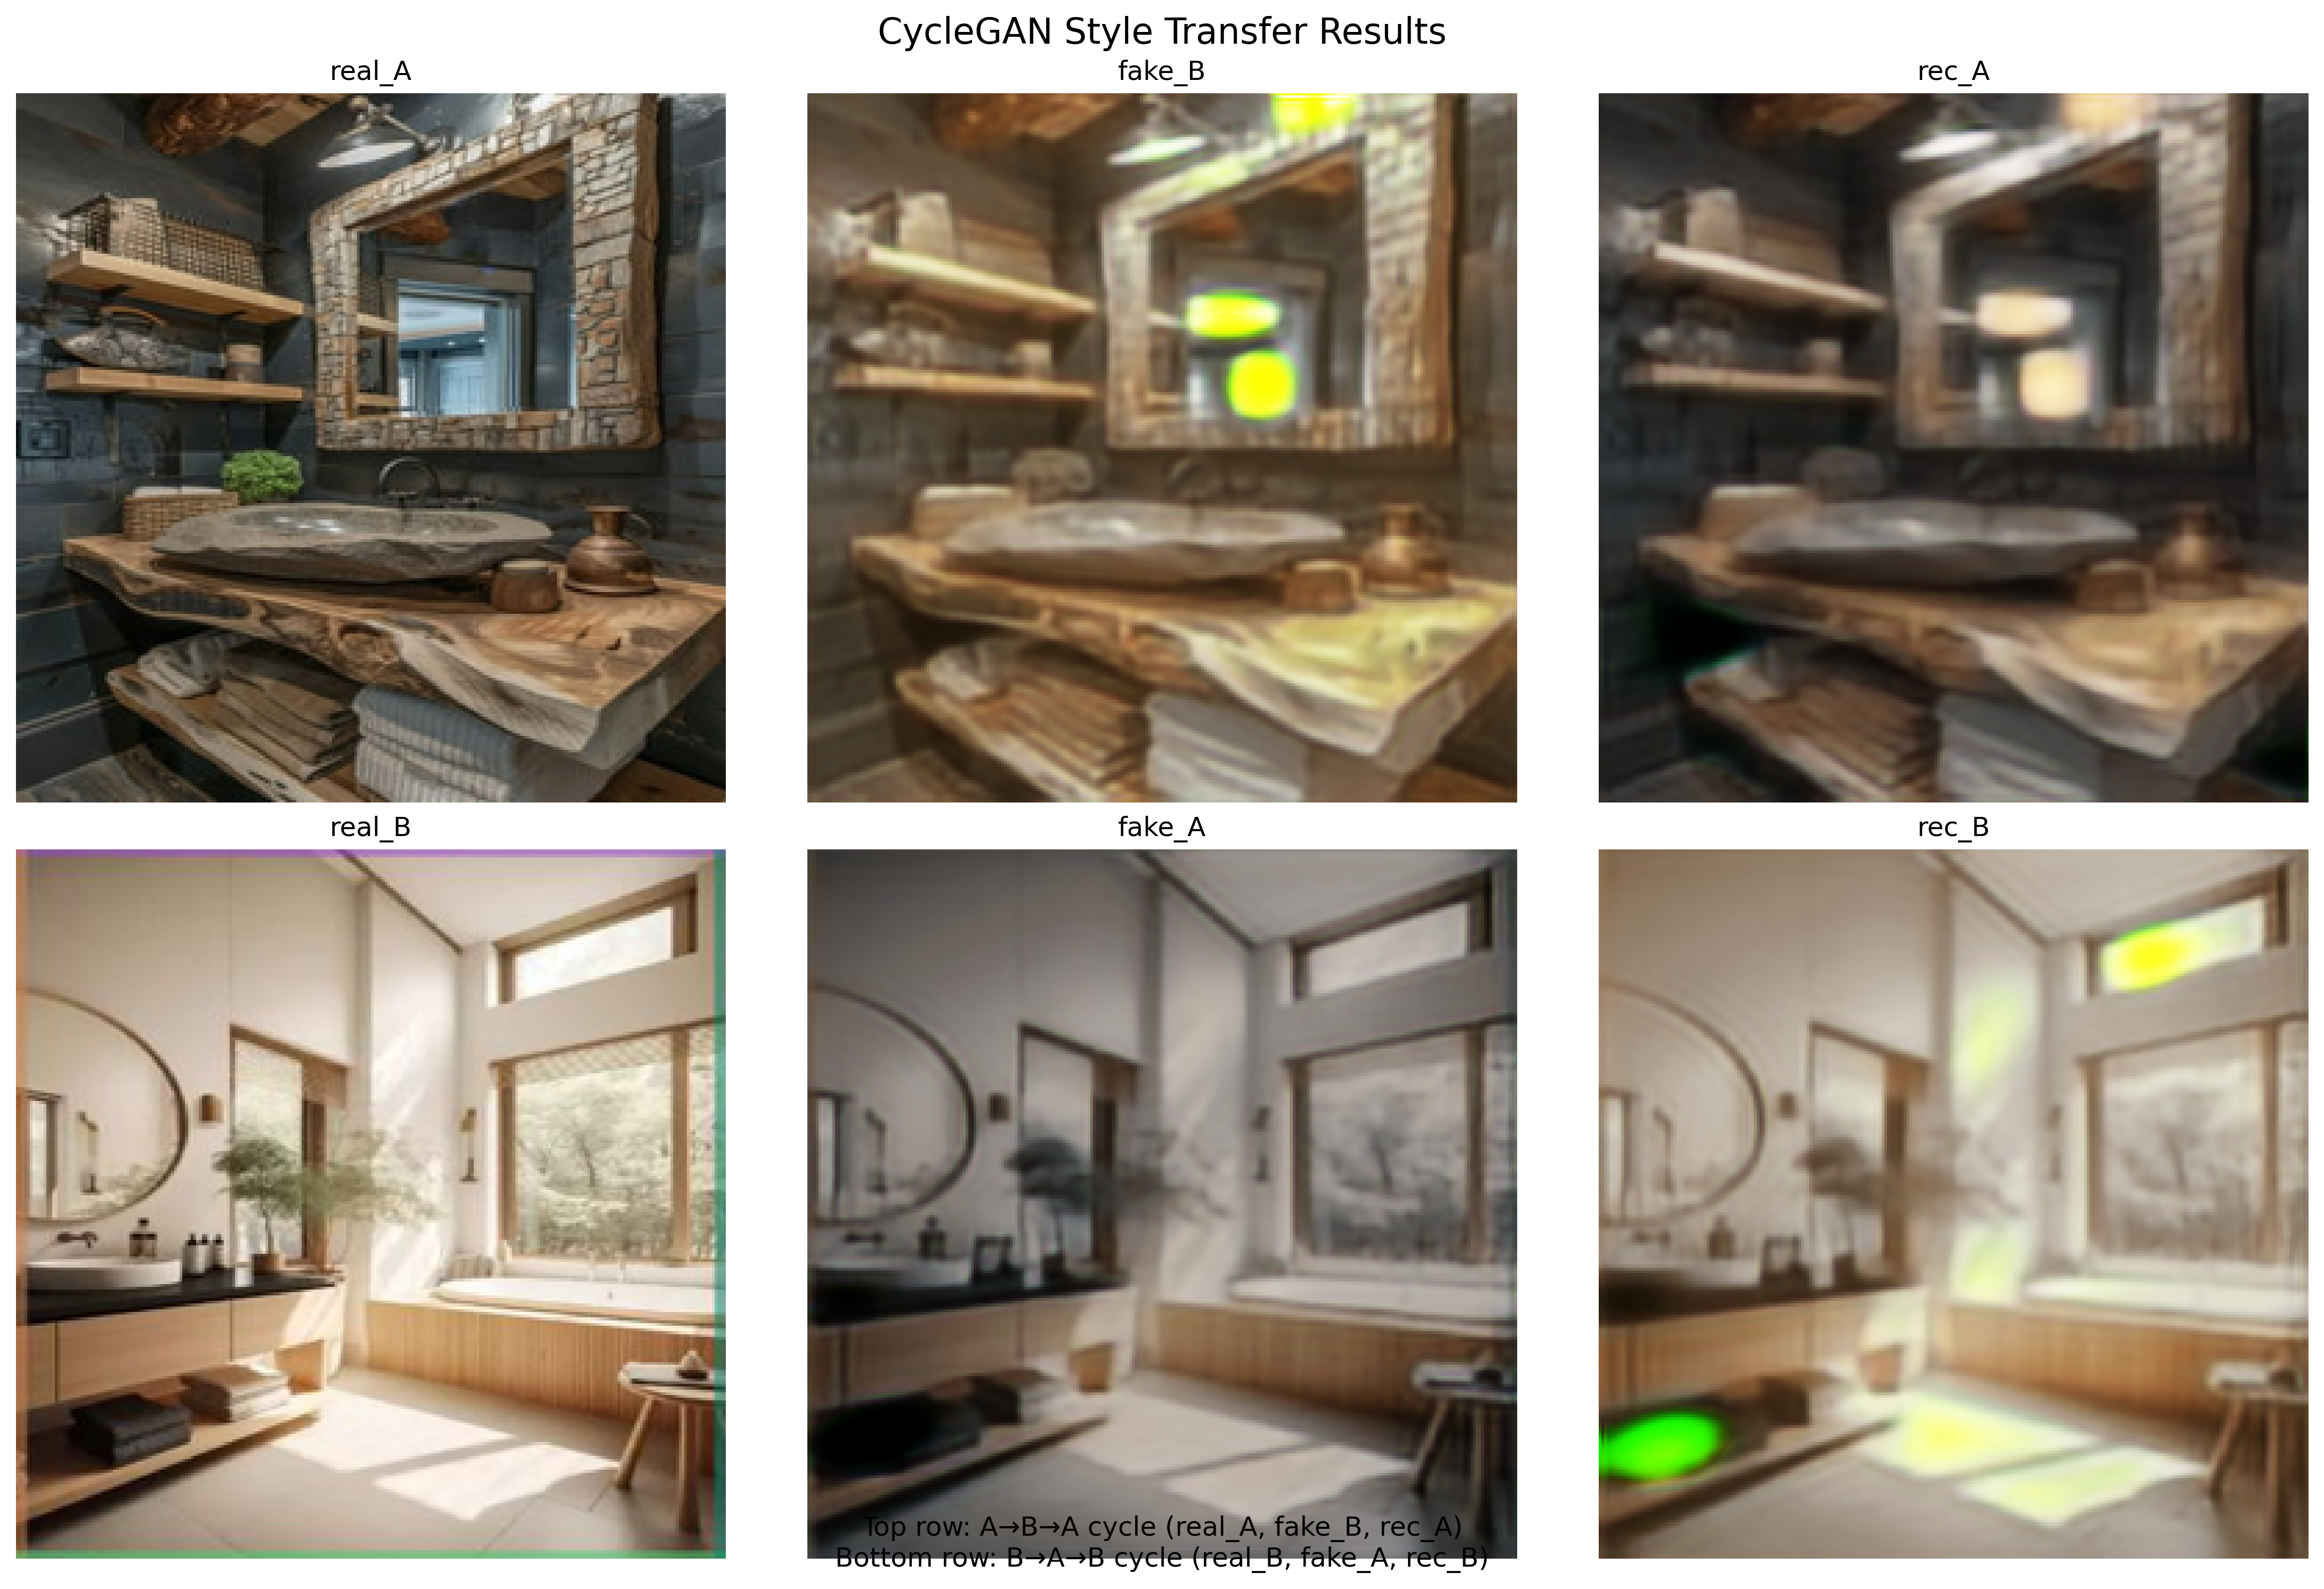 CycleGAN Style Transfer Results
real_A
fake_B
rec_A
real_B
fake_A
rec_B
Top row: A→B→A cycle (real_A, fake_B, rec_A)
Bottom row: B→A→B cycle (real_B, fake_A, rec_B)